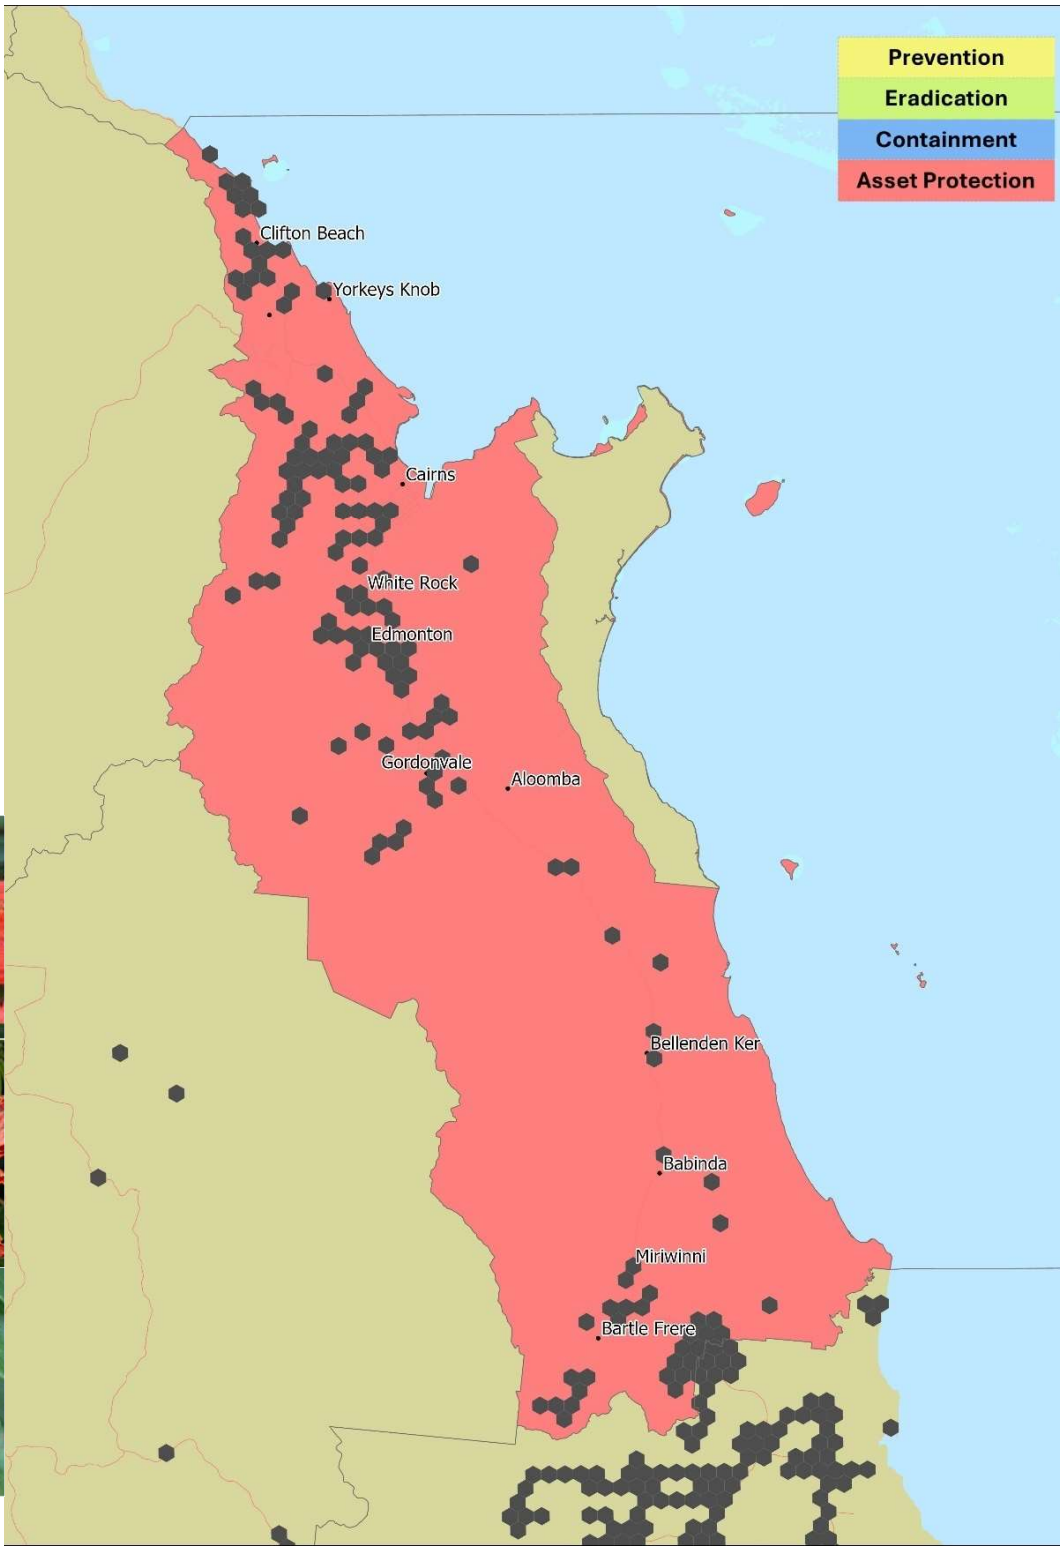 Prevention
Eradication
Containment
Asset Protection
Clifton Beach
Yorkeys Knob
Cairns
White Rock
Edmonton
Gordonvale
Aloomba
Bellenden Ker
Babinda
Miriwinni
Bartle Frere